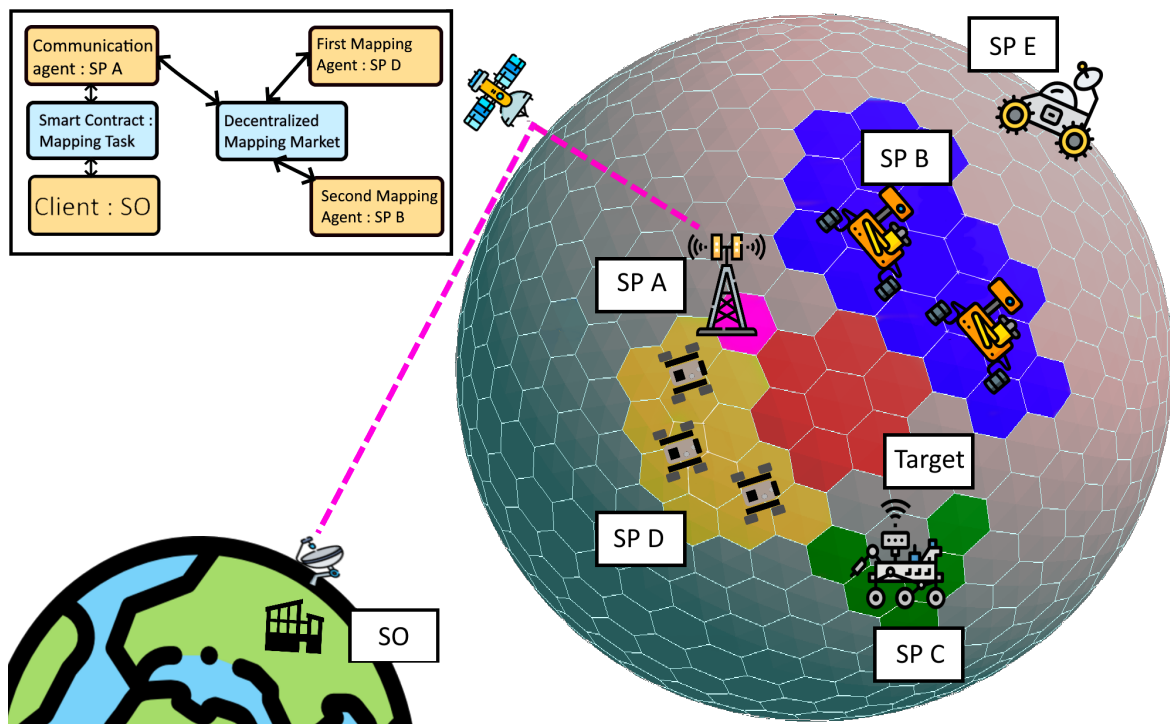 Communication
agent : SP A
First Mapping
Agent : SP D
Smart Contract :
Mapping Task
Decentralized
Mapping Market
Client : SO
Second Mapping
Agent : SP B
SP E
SP B
SP A
Target
SP D
SO
SP C